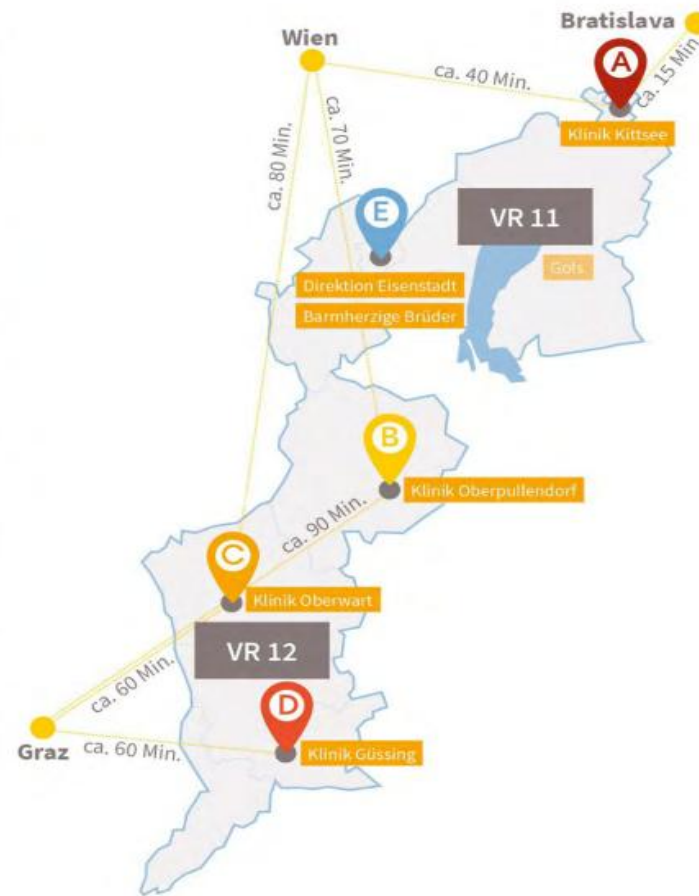 Bratislava
Wien
A
ca. 40 Min.
ca. 15 Min.
Klinik Kittsee
ca. 80 Min.
ca. 70 Min.
E
VR 11
Gols
Direktion Eisenstadt
Barmherzige Brüder
B
Klinik Oberpullendorf
ca. 90 Min.
C
Klinik Oberwart
VR 12
ca. 60 Min.
D
Graz
ca. 60 Min.
Klinik Güssing